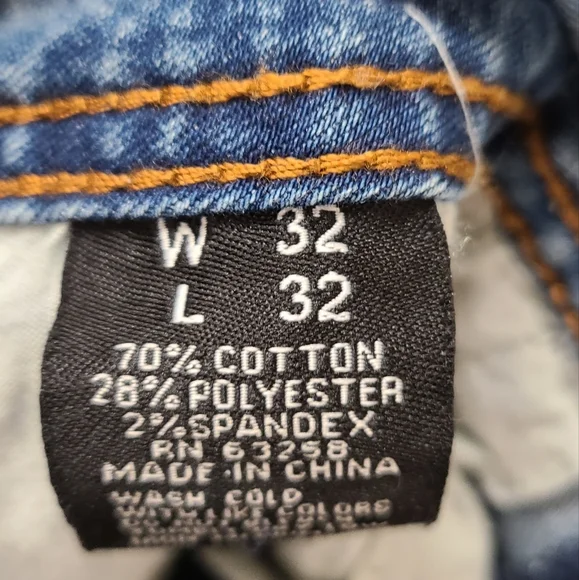 W 32
L 32
70% COTTON
28% POLYESTER
2% SPANDEX
RN 63258
MADE IN CHINA
WASH COLD
WITH LIKE COLORS